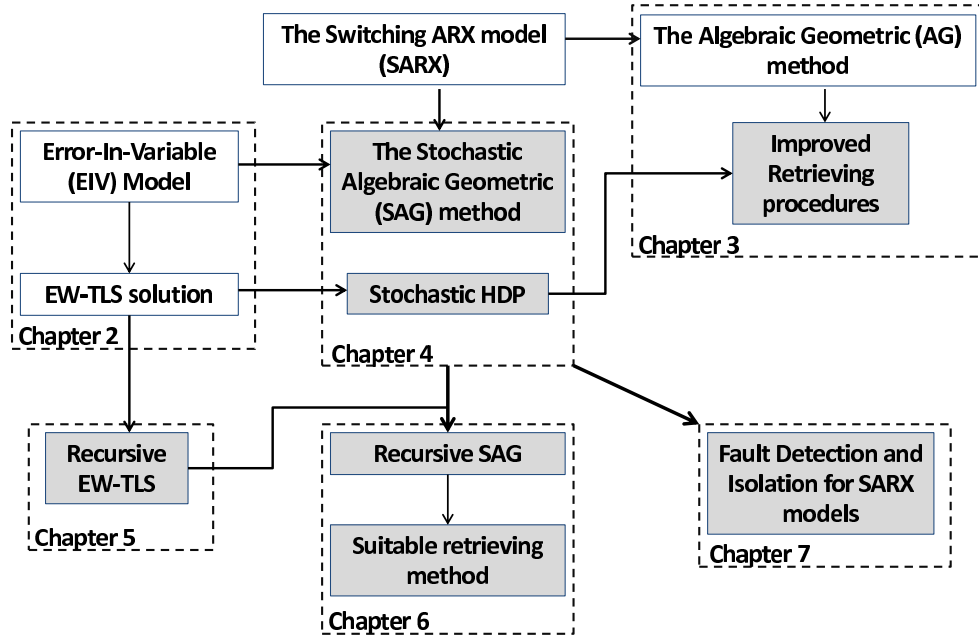 The Switching ARX model
(SARX)
The Algebraic Geometric (AG)
method
Error-In-Variable
(EIV) Model
The Stochastic
Algebraic Geometric
(SAG) method
Improved
Retrieving
procedures
Chapter 3
EW-TLS solution
Stochastic HDP
Chapter 2
Chapter 4
Recursive
EW-TLS
Chapter 5
Recursive SAG
Suitable retrieving
method
Chapter 6
Fault Detection and
Isolation for SARX
models
Chapter 7